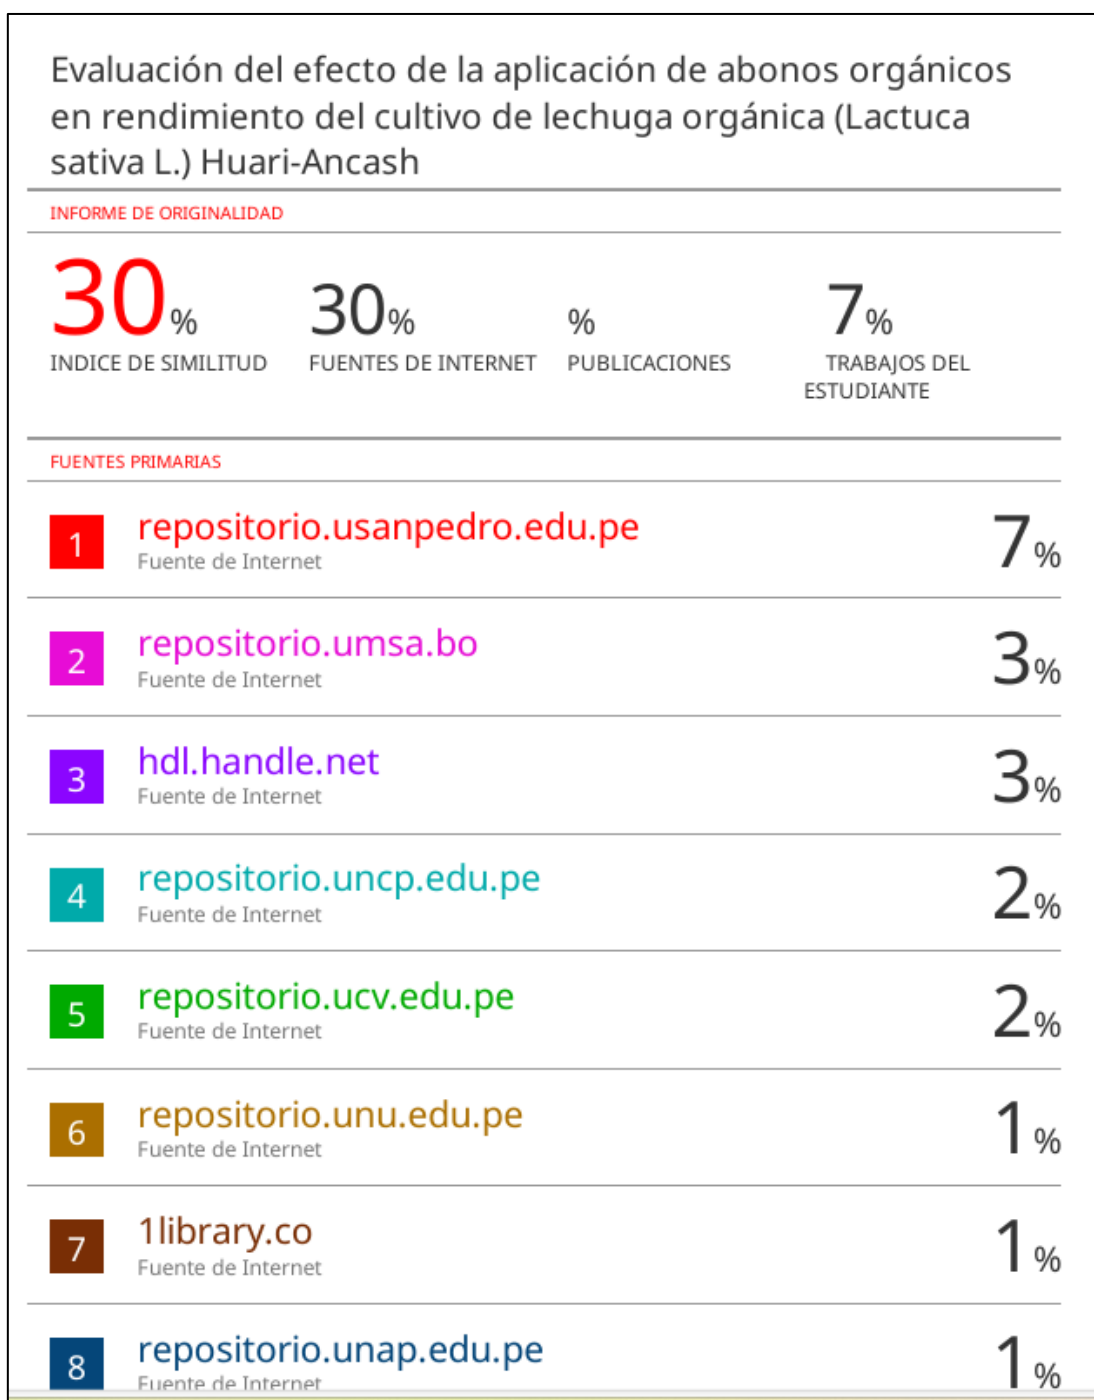 Evaluación del efecto de la aplicación de abonos orgánicos
en rendimiento del cultivo de lechuga orgánica (Lactuca
sativa L.) Huari-Ancash
INFORME DE ORIGINALIDAD
30% 30% % 7%
INDICE DE SIMILITUD FUENTES DE INTERNET PUBLICACIONES TRABAJOS DEL
ESTUDIANTE
FUENTES PRIMARIAS
1 repositorio.usanpedro.edu.pe 7%
Fuente de Internet
2 repositorio.umsa.bo 3%
Fuente de Internet
3 hdl.handle.net 3%
Fuente de Internet
4 repositorio.uncp.edu.pe 2%
Fuente de Internet
5 repositorio.ucv.edu.pe 2%
Fuente de Internet
6 repositorio.unu.edu.pe 1%
Fuente de Internet
7 1library.co 1%
Fuente de Internet
8 repositorio.unap.edu.pe 1%
Fuente de Internet